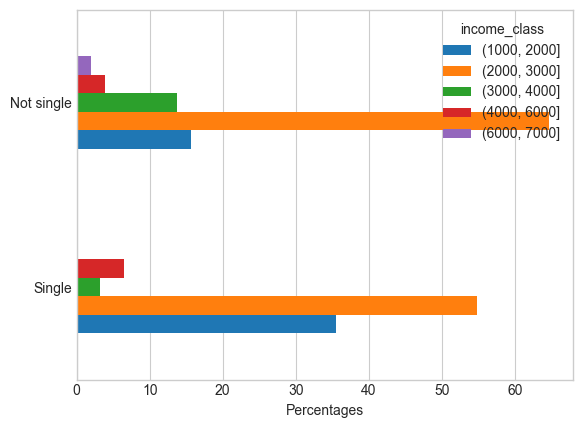 income_class
(1000, 2000]
(2000, 3000]
(3000, 4000]
(4000, 6000]
(6000, 7000]
Not single
Single
0 10 20 30 40 50 60
Percentages